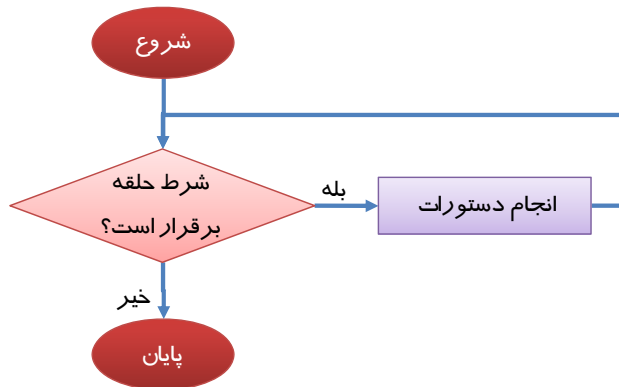 شروع
شرط حلقه
برقرار است؟
بله
انجام دستورات
خیر
پایان